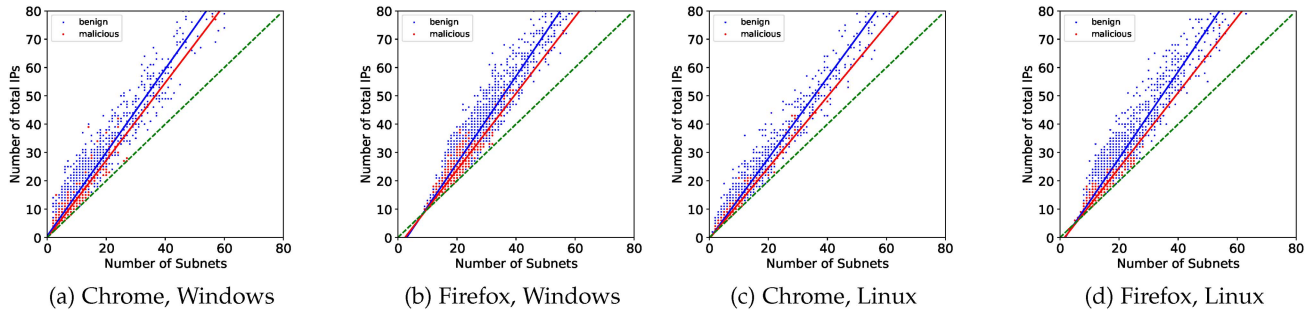 80
70
60
50
40
30
20
10
0
Number of total IPs
benign
malicious
0 20 40 60 80
Number of Subnets
(a) Chrome, Windows
80
70
60
50
40
30
20
10
0
Number of total IPs
benign
malicious
0 20 40 60 80
Number of Subnets
(b) Firefox, Windows
80
70
60
50
40
30
20
10
0
Number of total IPs
benign
malicious
0 20 40 60 80
Number of Subnets
(c) Chrome, Linux
80
70
60
50
40
30
20
10
0
Number of total IPs
benign
malicious
0 20 40 60 80
Number of Subnets
(d) Firefox, Linux